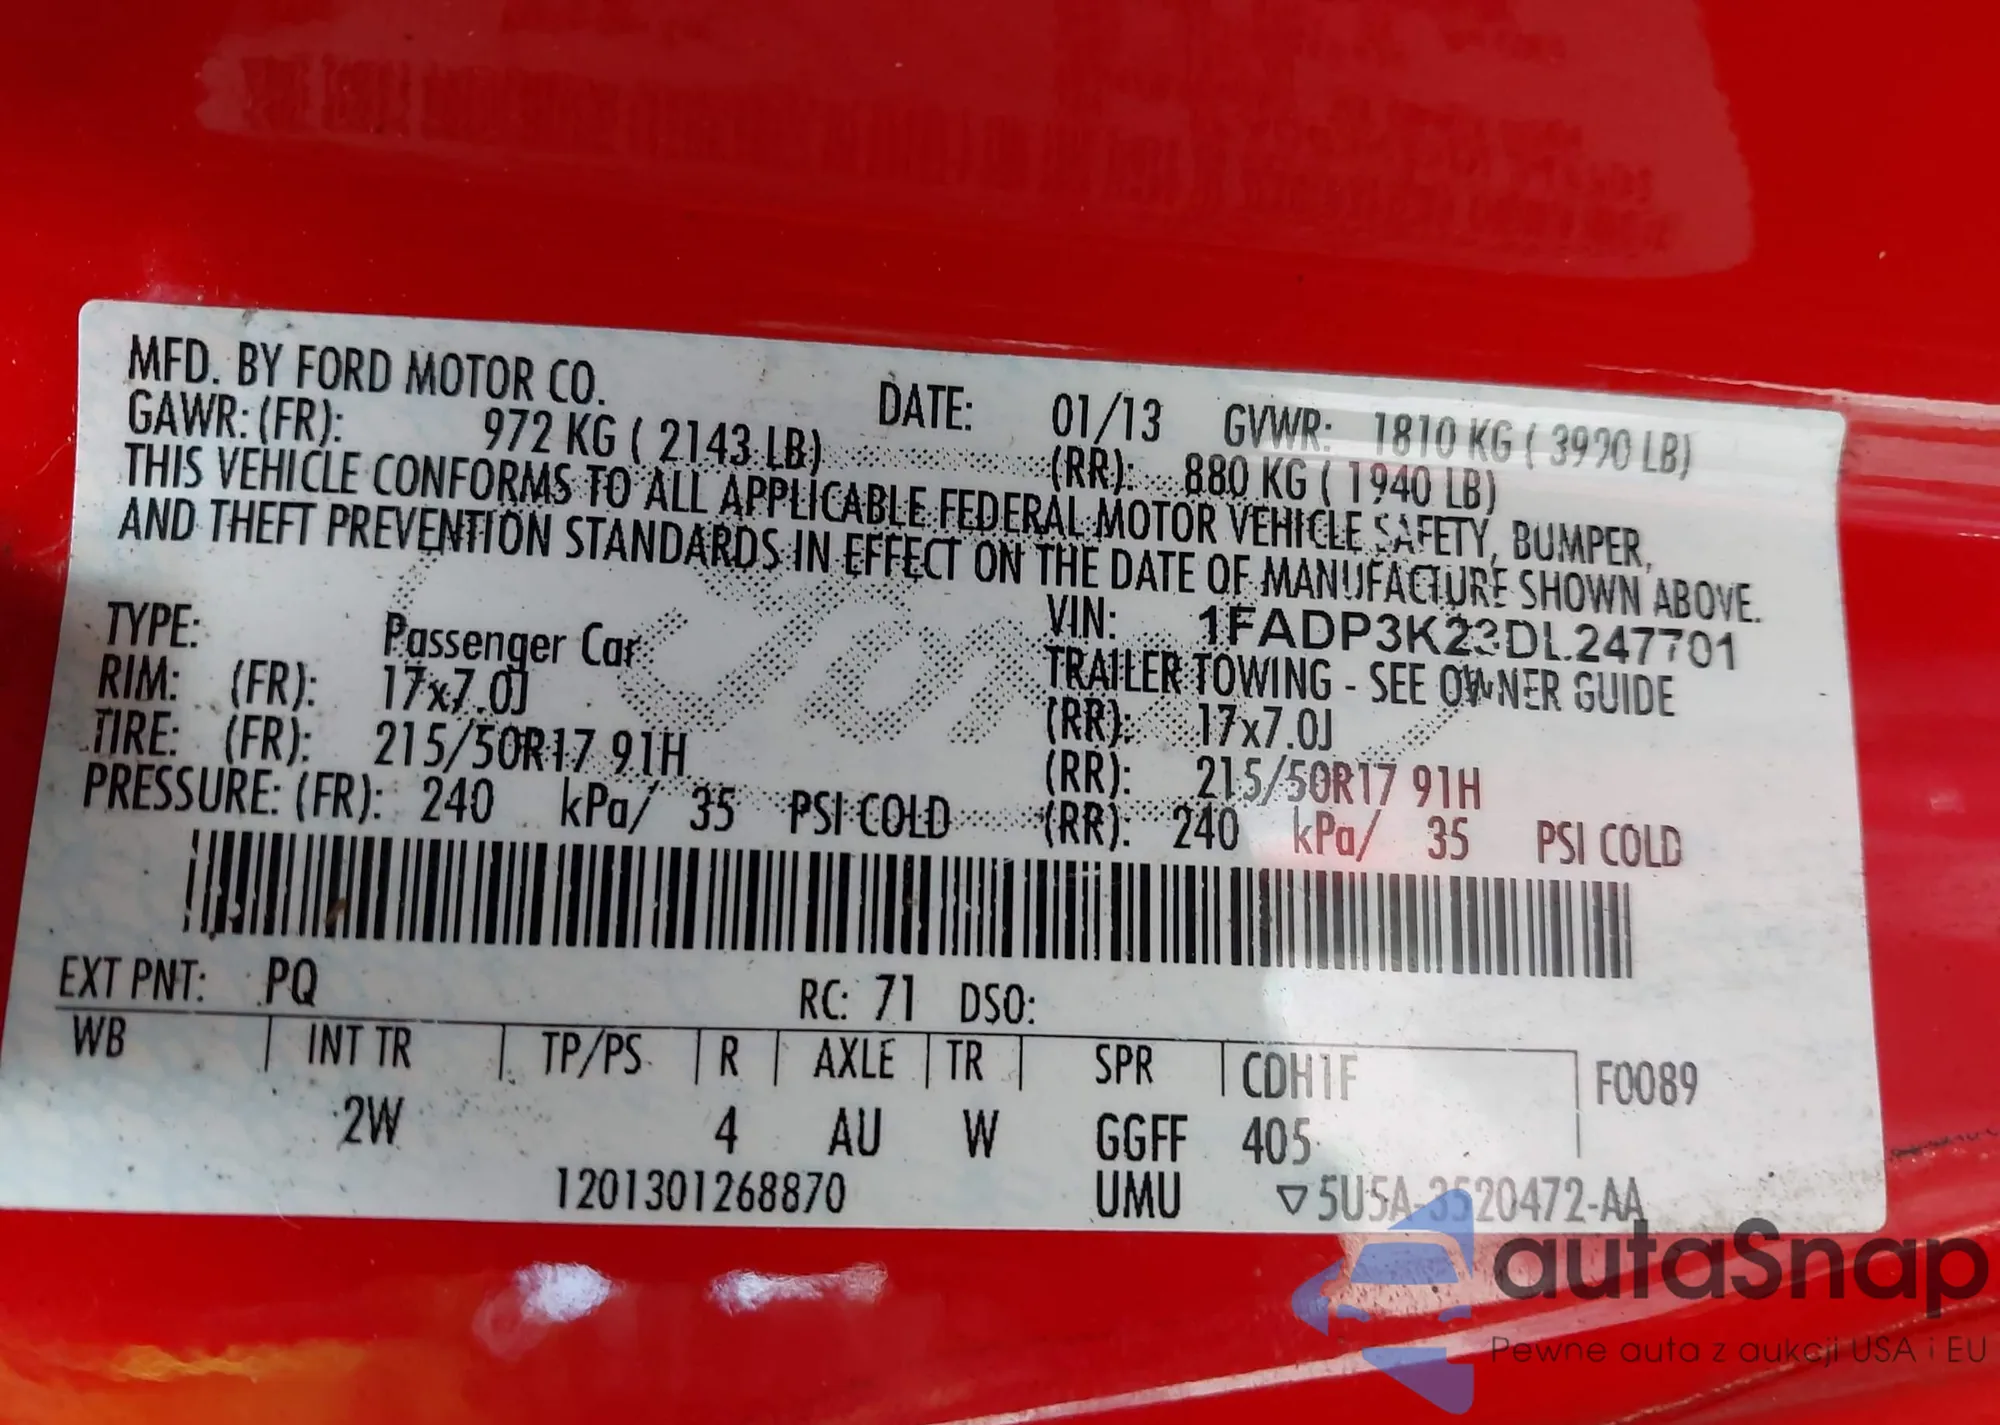 MFD. BY FORD MOTOR CO. DATE: 01/13 GVWR: 1810 KG ( 3990 LB)
GAWR: (FR): 972 KG ( 2143 LB) (RR): 880 KG ( 1940 LB)
THIS VEHICLE CONFORMS TO ALL APPLICABLE FEDERAL MOTOR VEHICLE SAFETY, BUMPER,
AND THEFT PREVENTION STANDARDS IN EFFECT ON THE DATE OF MANUFACTURE SHOWN ABOVE.
VIN: 1FADP3K23DL247701
TYPE: Passenger Car TRAILER TOWING - SEE OWNER GUIDE
RIM: (FR): 17x7.0J (RR): 17x7.0J
TIRE: (FR): 215/50R17 91H (RR): 215/50R17 91H
PRESSURE: (FR): 240 kPa/ 35 PSI COLD (RR): 240 kPa/ 35 PSI COLD
EXT PNT: PQ RC: 71 DSO:
WB INT TR TP/PS R AXLE TR SPR CDH1F F0089
2W 4 AU W GGFF 405
1201301268870 UMU ▽5U5A-3520472-AA
autaSnap
Pewne auta z aukcji USA i EU